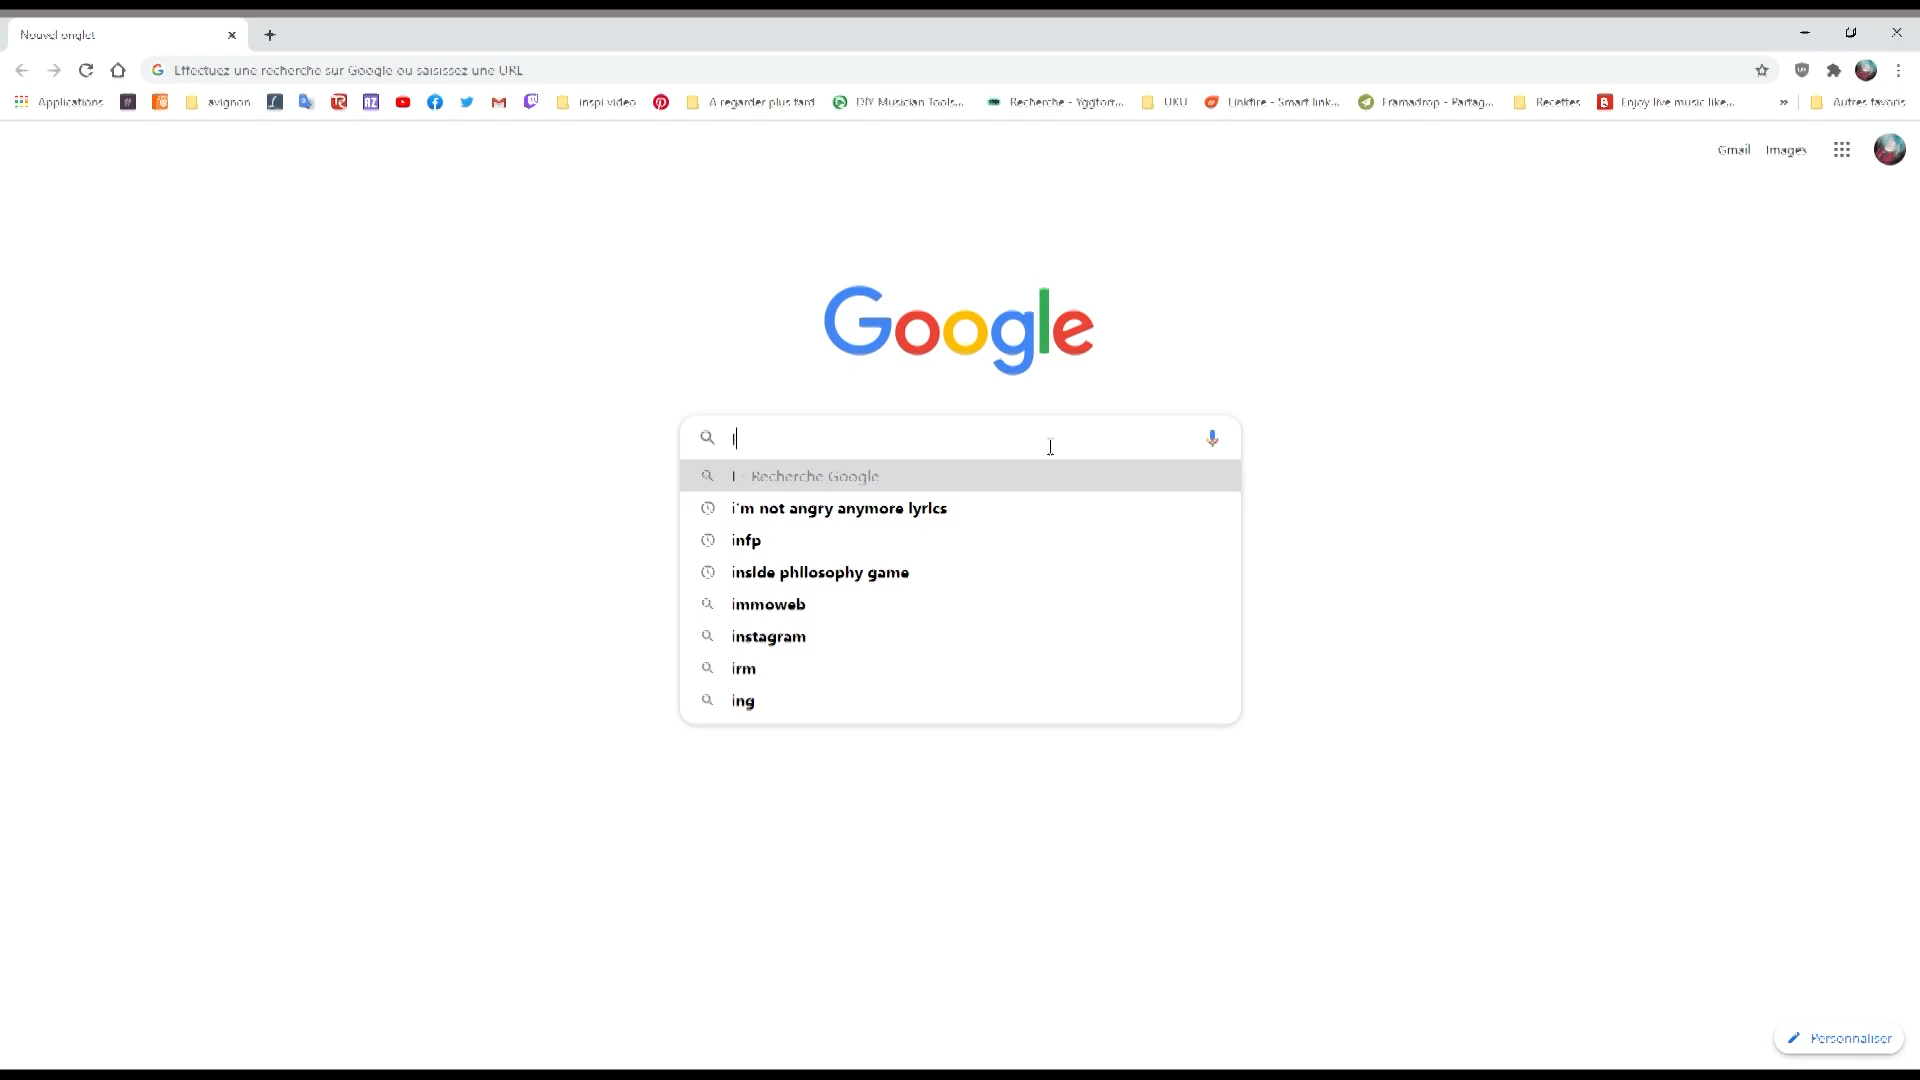 Nouvel onglet
Effectuez une recherche sur Google ou saisissez une URL
Applications avignon inspi video A regarder plus tard DIY Musician Tools... Recherche - Yggtorr... UKU Linkfire - Smart link... Framadrop - Partag... Recettes Enjoy live music like... » Autres favoris
Gmail Images
Google
I
I - Recherche Google
i'm not angry anymore lyrics
infp
inside philosophy game
immoweb
instagram
irm
ing
Personnaliser